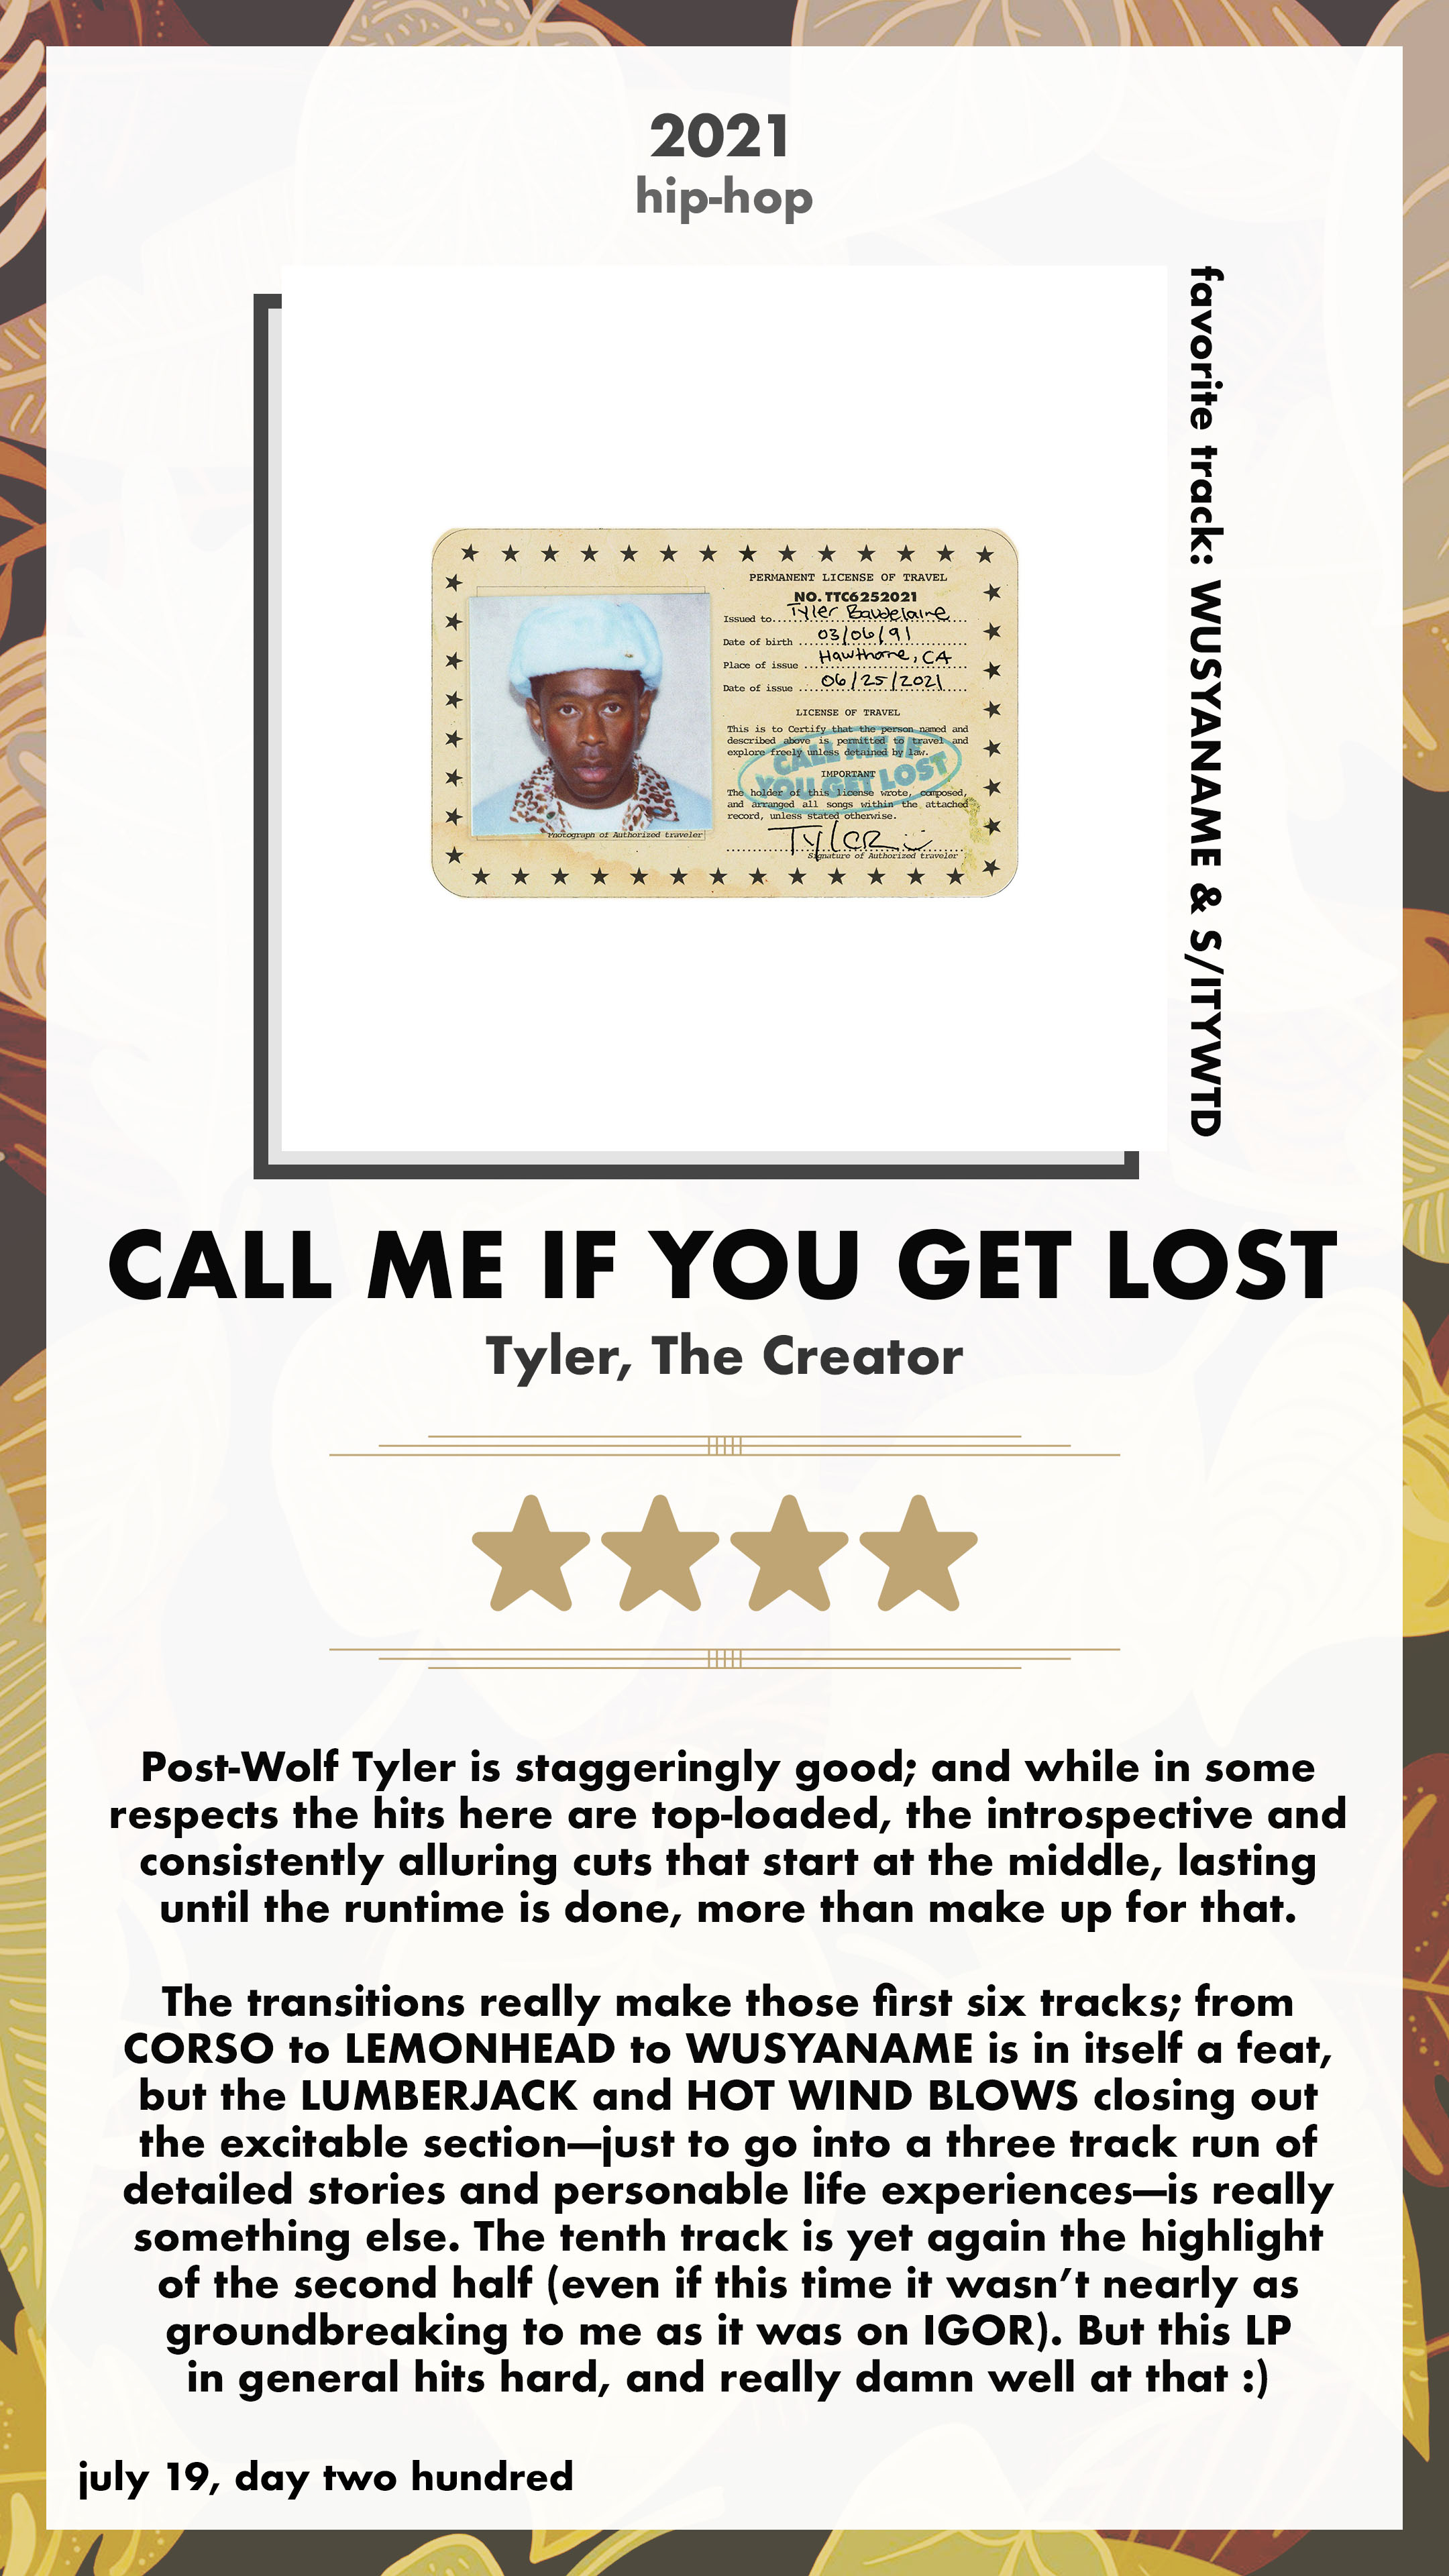 2021
hip-hop
favorite track: WUSYANAME & S/ITYWTD
PERMANENT LICENSE OF TRAVEL
NO. TTC6252021
Issued to Tyler Baudelaire
Date of birth 03/06/91
Place of issue Hawthorne, CA
Date of issue 06/25/2021
LICENSE OF TRAVEL
This is to Certify that the person named and
described above is permitted to travel and
explore freely unless detained by law.
CALL ME IF
YOU GET LOST
IMPORTANT
The holder of this license wrote, composed,
and arranged all songs within the attached
record, unless stated otherwise.
Tyler
Signature of Authorized traveler
Photograph of Authorized traveler
CALL ME IF YOU GET LOST
Tyler, The Creator
Post-Wolf Tyler is staggeringly good; and while in some
respects the hits here are top-loaded, the introspective and
consistently alluring cuts that start at the middle, lasting
until the runtime is done, more than make up for that.
The transitions really make those first six tracks; from
CORSO to LEMONHEAD to WUSYANAME is in itself a feat,
but the LUMBERJACK and HOT WIND BLOWS closing out
the excitable section—just to go into a three track run of
detailed stories and personable life experiences—is really
something else. The tenth track is yet again the highlight
of the second half (even if this time it wasn't nearly as
groundbreaking to me as it was on IGOR). But this LP
in general hits hard, and really damn well at that :)
july 19, day two hundred